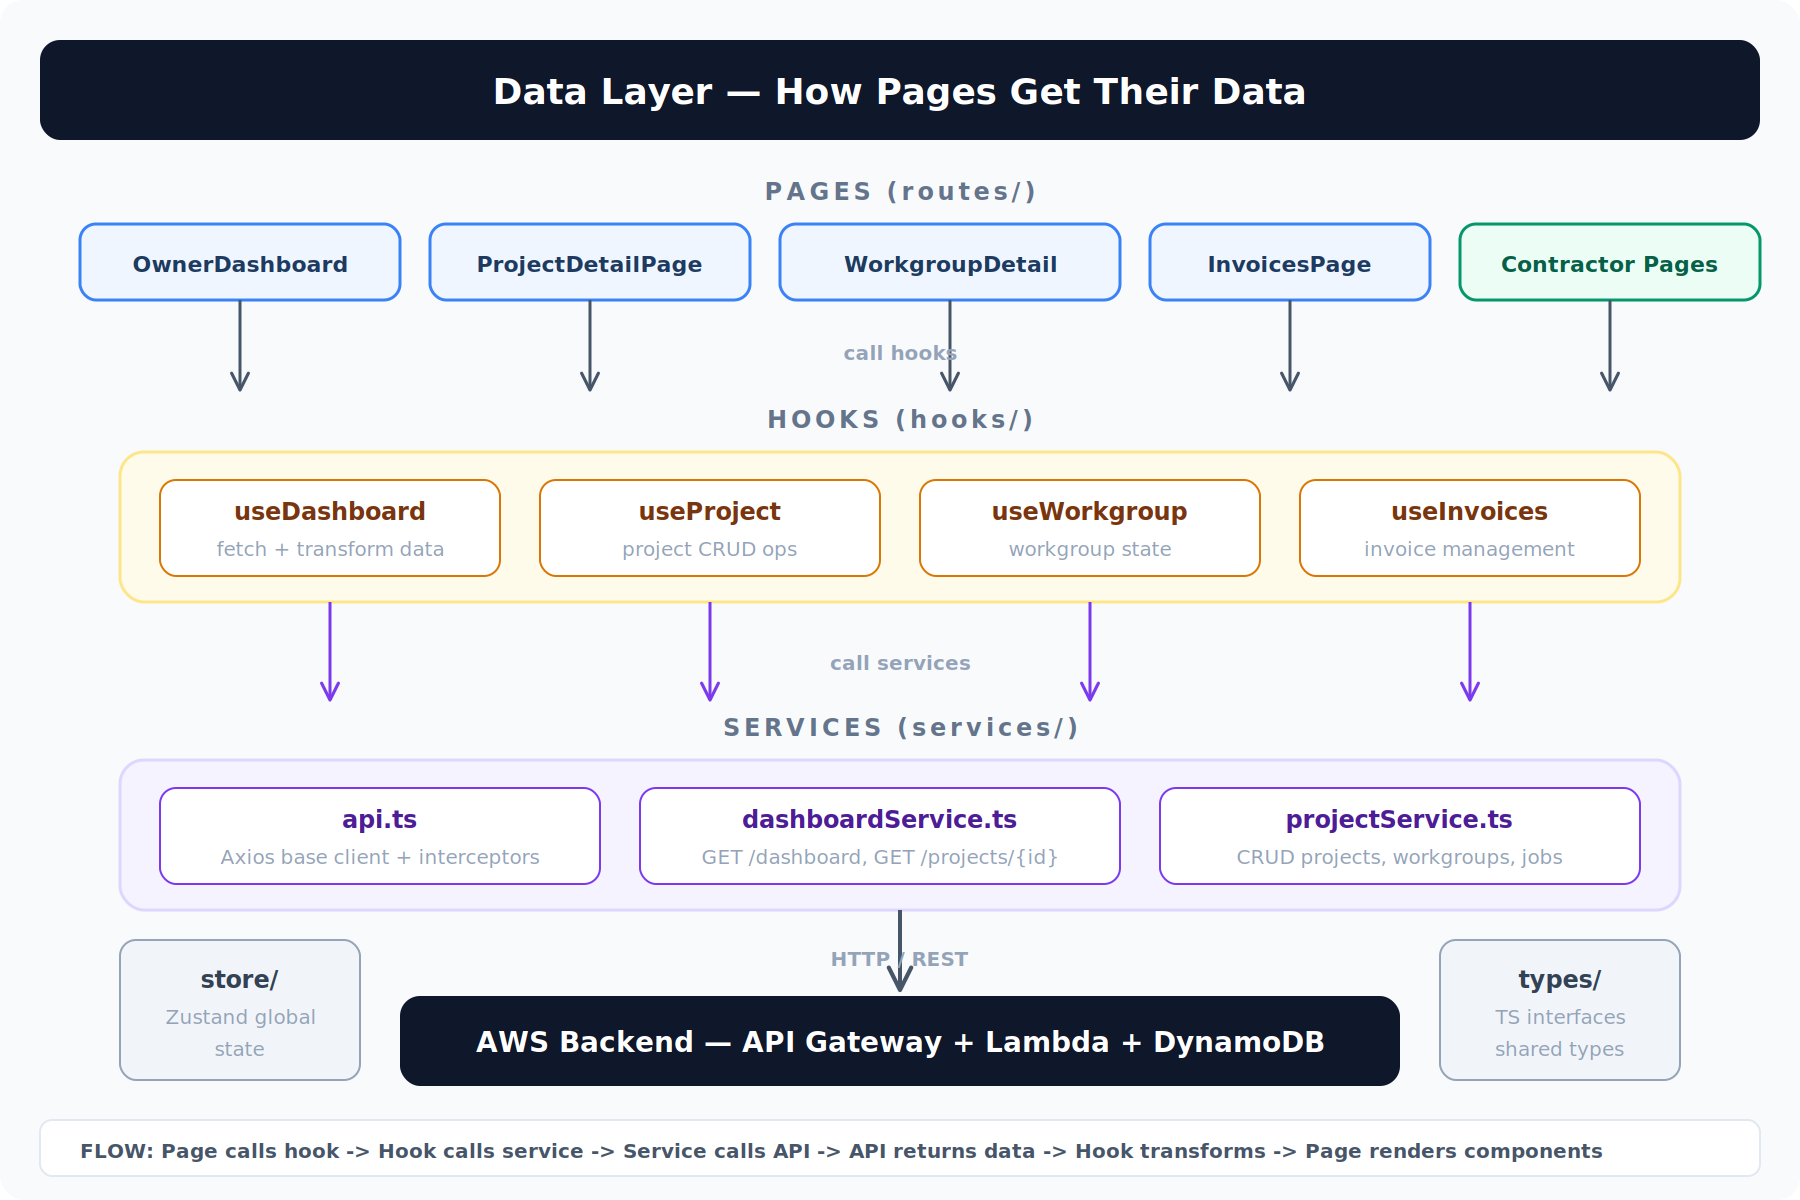 Data Layer — How Pages Get Their Data
PAGES (routes/)
OwnerDashboard
ProjectDetailPage
WorkgroupDetail
InvoicesPage
Contractor Pages
call hooks
HOOKS (hooks/)
useDashboard
fetch + transform data
useProject
project CRUD ops
useWorkgroup
workgroup state
useInvoices
invoice management
call services
SERVICES (services/)
api.ts
Axios base client + interceptors
dashboardService.ts
GET /dashboard, GET /projects/{id}
projectService.ts
CRUD projects, workgroups, jobs
HTTP / REST
store/
Zustand global
state
AWS Backend — API Gateway + Lambda + DynamoDB
types/
TS interfaces
shared types
FLOW: Page calls hook -> Hook calls service -> Service calls API -> API returns data -> Hook transforms -> Page renders components